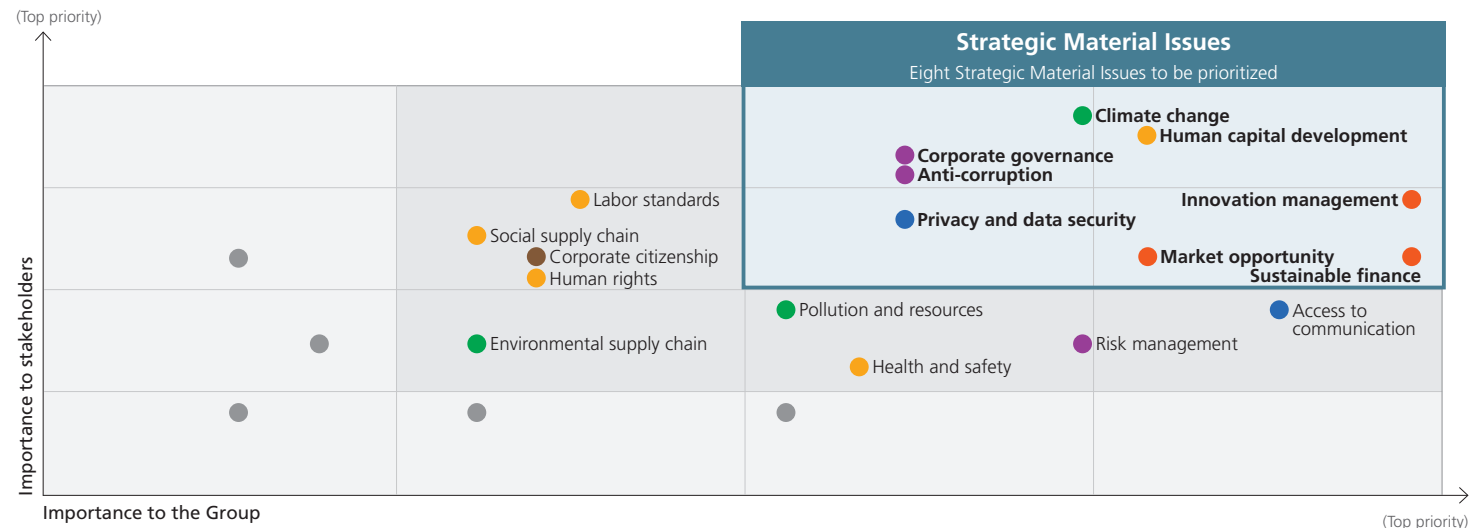 (Top priority)
Strategic Material Issues
Eight Strategic Material Issues to be prioritized
Climate change
Human capital development
Corporate governance
Anti-corruption
Labor standards
Innovation management
Privacy and data security
Social supply chain
Corporate citizenship
Market opportunity
Human rights
Sustainable finance
Pollution and resources
Access to
communication
Environmental supply chain
Risk management
Health and safety
Importance to stakeholders
Importance to the Group
(Top priority)